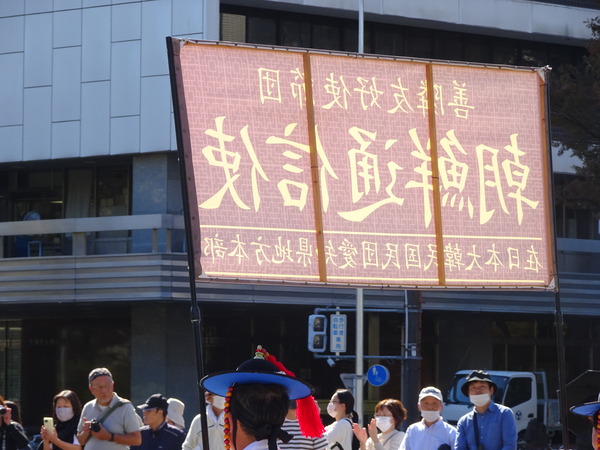 善隣友好使節団
朝鮮通信使
在日本大韓民国民団愛知県地方本部